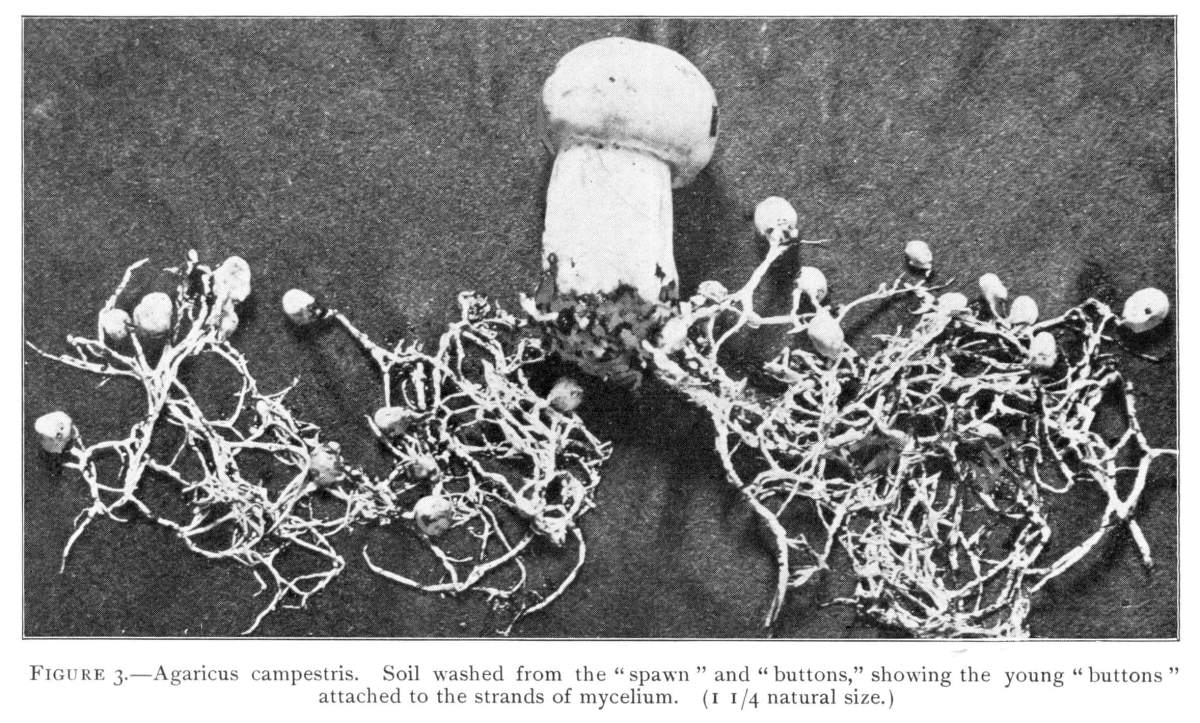 FIGURE 3.—Agaricus campestris. Soil washed from the “spawn” and “buttons,” showing the young “buttons”
attached to the strands of mycelium. (1 1/4 natural size.)